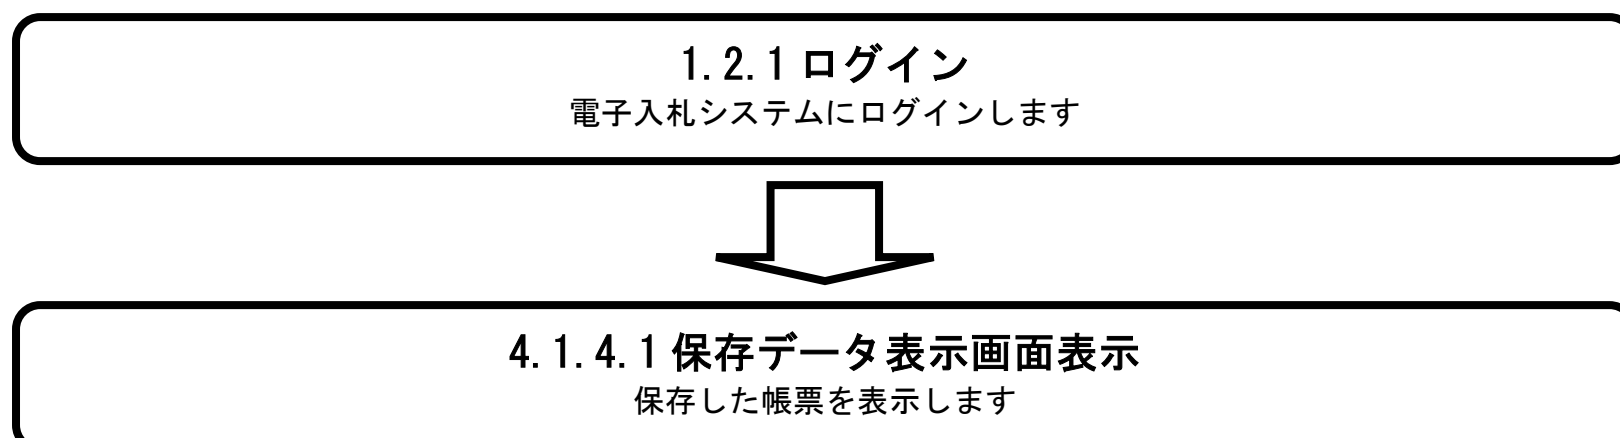 1.2.1 ログイン
電子入札システムにログインします
4.1.4.1 保存データ表示画面表示
保存した帳票を表示します